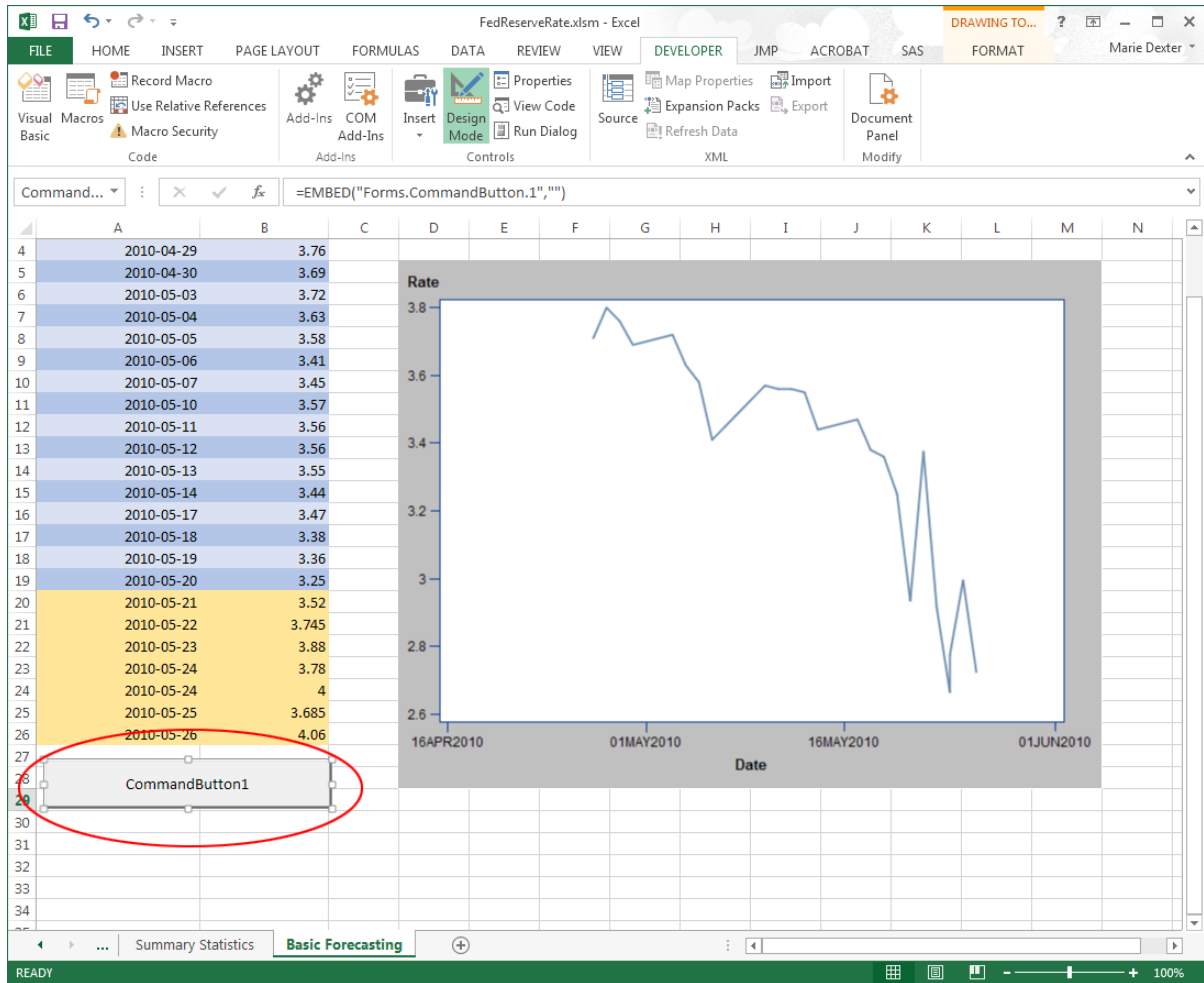 FedReserveRate.xlsm - Excel
DRAWING TO...
?
FILE HOME INSERT PAGE LAYOUT FORMULAS DATA REVIEW VIEW DEVELOPER JMP ACROBAT SAS FORMAT Marie Dexter
Visual Basic
Macros
Record Macro
Use Relative References
Macro Security
Code
Add-Ins
COM Add-Ins
Add-Ins
Insert
Design Mode
Properties
View Code
Run Dialog
Controls
Source
Map Properties
Expansion Packs
Refresh Data
Import
Export
XML
Document Panel
Modify
Command... fx =EMBED("Forms.CommandButton.1","")
A B C D E F G H I J K L M N
4 2010-04-29 3.76
5 2010-04-30 3.69
6 2010-05-03 3.72
7 2010-05-04 3.63
8 2010-05-05 3.58
9 2010-05-06 3.41
10 2010-05-07 3.45
11 2010-05-10 3.57
12 2010-05-11 3.56
13 2010-05-12 3.56
14 2010-05-13 3.55
15 2010-05-14 3.44
16 2010-05-17 3.47
17 2010-05-18 3.38
18 2010-05-19 3.36
19 2010-05-20 3.25
20 2010-05-21 3.52
21 2010-05-22 3.745
22 2010-05-23 3.88
23 2010-05-24 3.78
24 2010-05-24 4
25 2010-05-25 3.685
26 2010-05-26 4.06
27
28 CommandButton1
29
30
31
32
33
34
Rate
3.8
3.6
3.4
3.2
3
2.8
2.6
16APR2010 01MAY2010 16MAY2010 01JUN2010
Date
... Summary Statistics Basic Forecasting
READY 100%